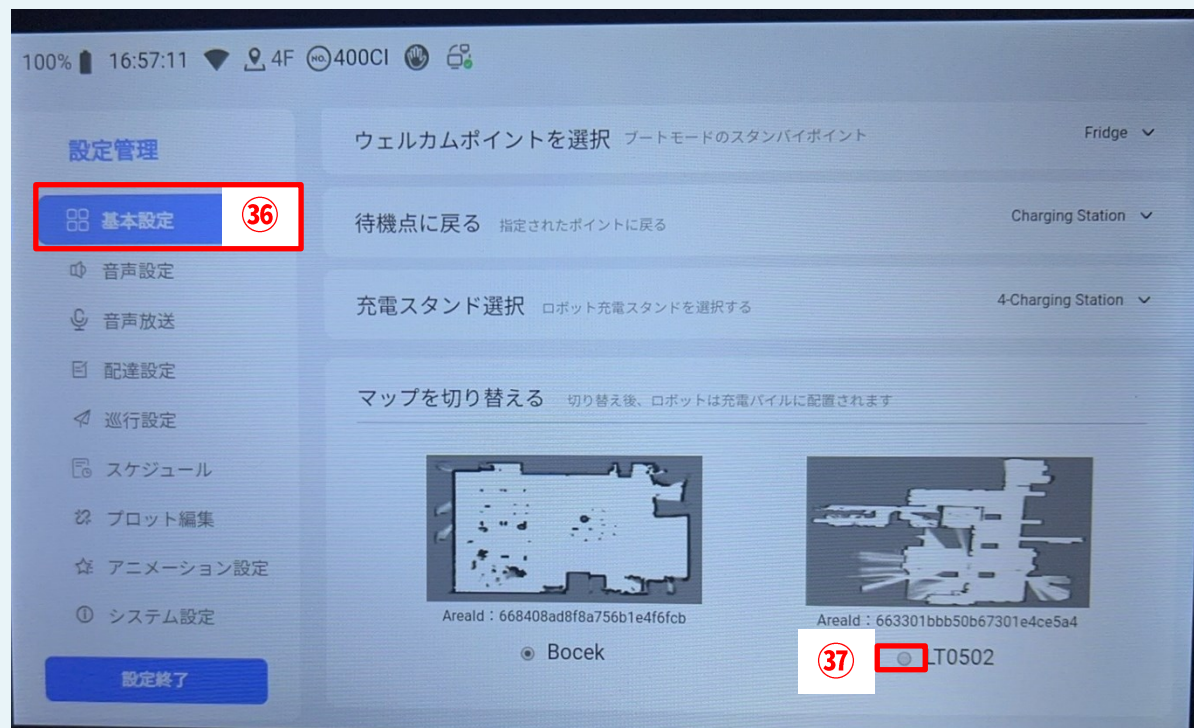 100% 16:57:11 4F NO. 400CI
設定管理
㊱
基本設定
音声設定
音声放送
配達設定
巡行設定
スケジュール
プロット編集
アニメーション設定
システム設定
設定終了
ウェルカムポイントを選択 ブートモードのスタンバイポイント Fridge
待機点に戻る 指定されたポイントに戻る Charging Station
充電スタンド選択 ロボット充電スタンドを選択する 4-Charging Station
マップを切り替える 切り替え後、ロボットは充電パイルに配置されます
AreaId：668408ad8f8a756b1e4f6fcb
Bocek
AreaId：663301bbb50b67301e4ce5a4
㊲
LT0502